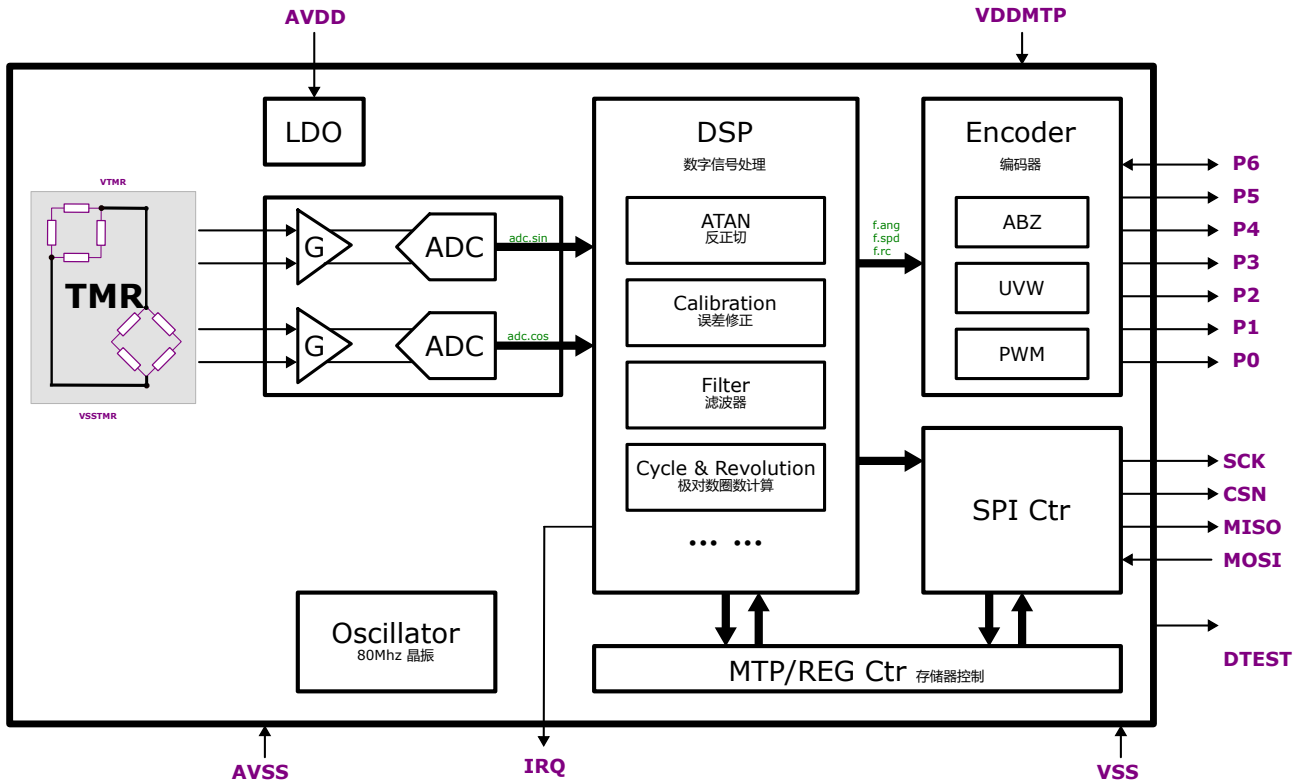 AVDD
VDDMTP
LDO
VTMR
TMR
VSSTMR
G
ADC
adc.sin
G
ADC
adc.cos
DSP
数字信号处理
ATAN
反正切
Calibration
误差修正
Filter
滤波器
Cycle & Revolution
极对数圈数计算
... ...
f.ang
f.spd
f.rc
Encoder
编码器
ABZ
UVW
PWM
P6
P5
P4
P3
P2
P1
P0
SPI Ctr
SCK
CSN
MISO
MOSI
DTEST
Oscillator
80Mhz 晶振
MTP/REG Ctr 存储器控制
AVSS
IRQ
VSS